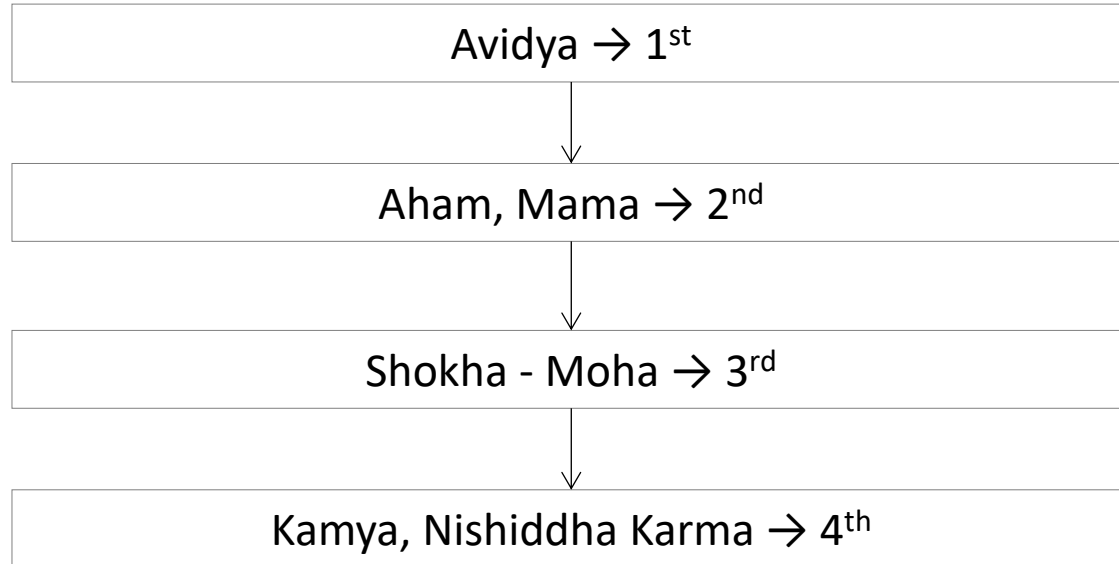 Avidya → 1st
Aham, Mama → 2nd
Shokha - Moha → 3rd
Kamya, Nishiddha Karma → 4th